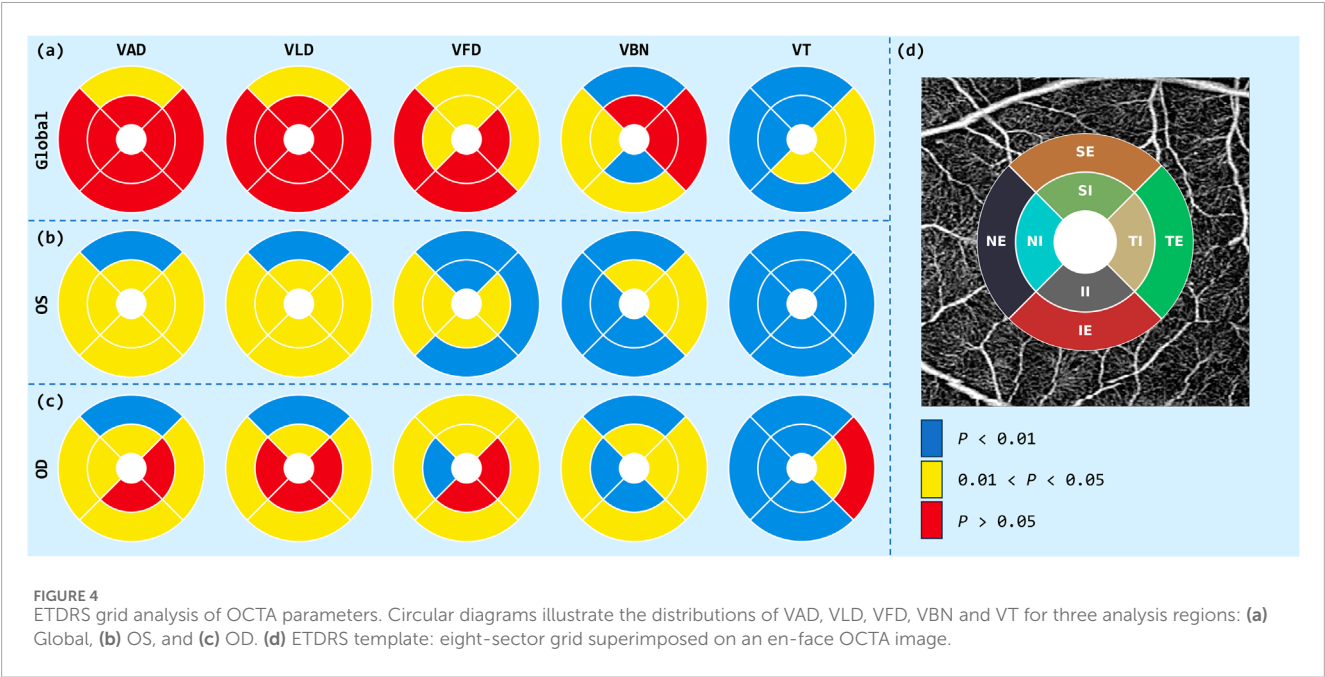 (a) VAD VLD VFD VBN VT (d)
Global
(b)
OS
(c)
OD
SE
SI
NE NI TI TE
II
IE
P < 0.01
0.01 < P < 0.05
P > 0.05
FIGURE 4
ETDRS grid analysis of OCTA parameters. Circular diagrams illustrate the distributions of VAD, VLD, VFD, VBN and VT for three analysis regions: (a)
Global, (b) OS, and (c) OD. (d) ETDRS template: eight-sector grid superimposed on an en-face OCTA image.